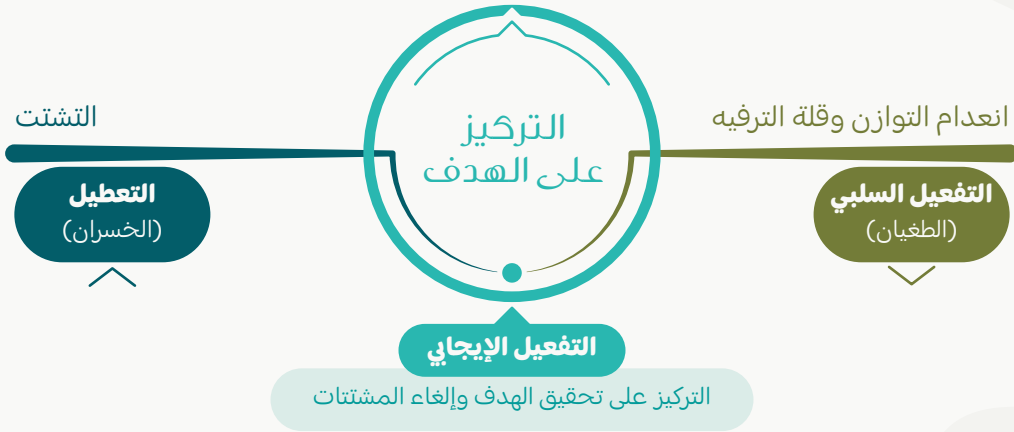 التركيز
على الهدف
انعدام التوازن وقلة الترفيه
التفعيل السلبي
(الطغيان)
التشتت
التعطيل
(الخسران)
التفعيل الإيجابي
التركيز على تحقيق الهدف وإلغاء المشتتات